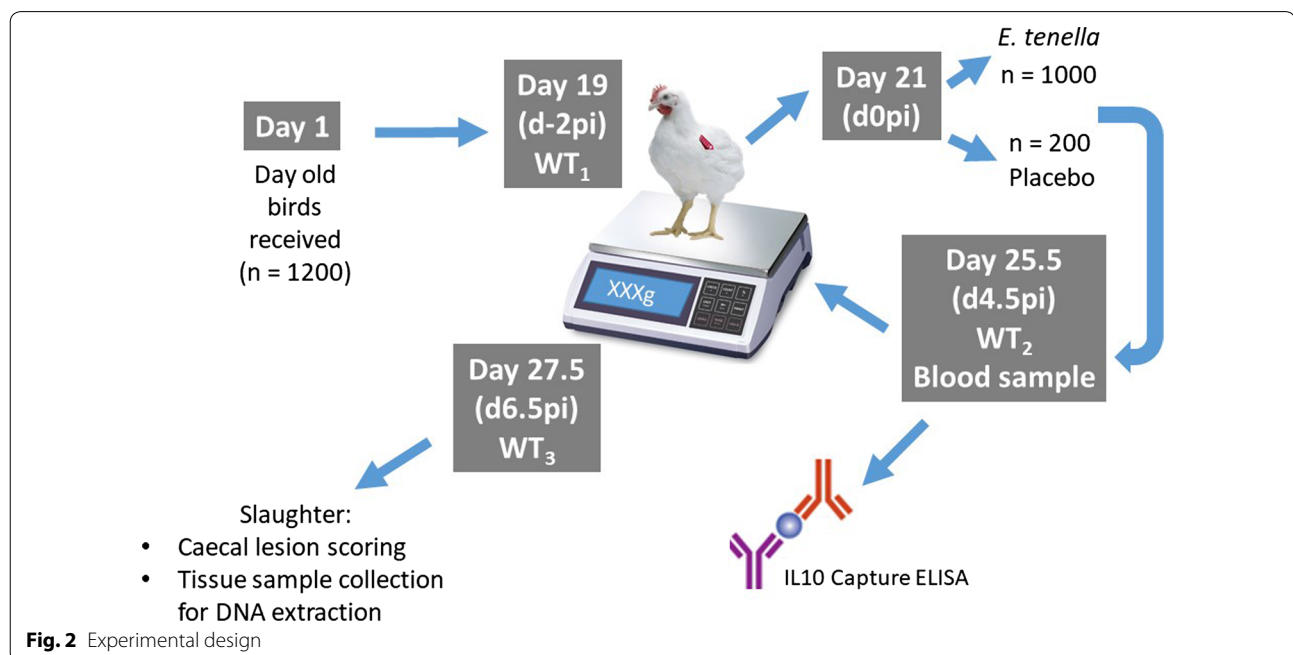 Day 1
Day old
birds
received
(n = 1200)
Day 19
(d-2pi)
WT₁
XXXg
Day 21
(d0pi)
E. tenella
n = 1000
n = 200
Placebo
Day 25.5
(d4.5pi)
WT₂
Blood sample
IL10 Capture ELISA
Day 27.5
(d6.5pi)
WT₃
Slaughter:
• Caecal lesion scoring
• Tissue sample collection
for DNA extraction
Fig. 2 Experimental design